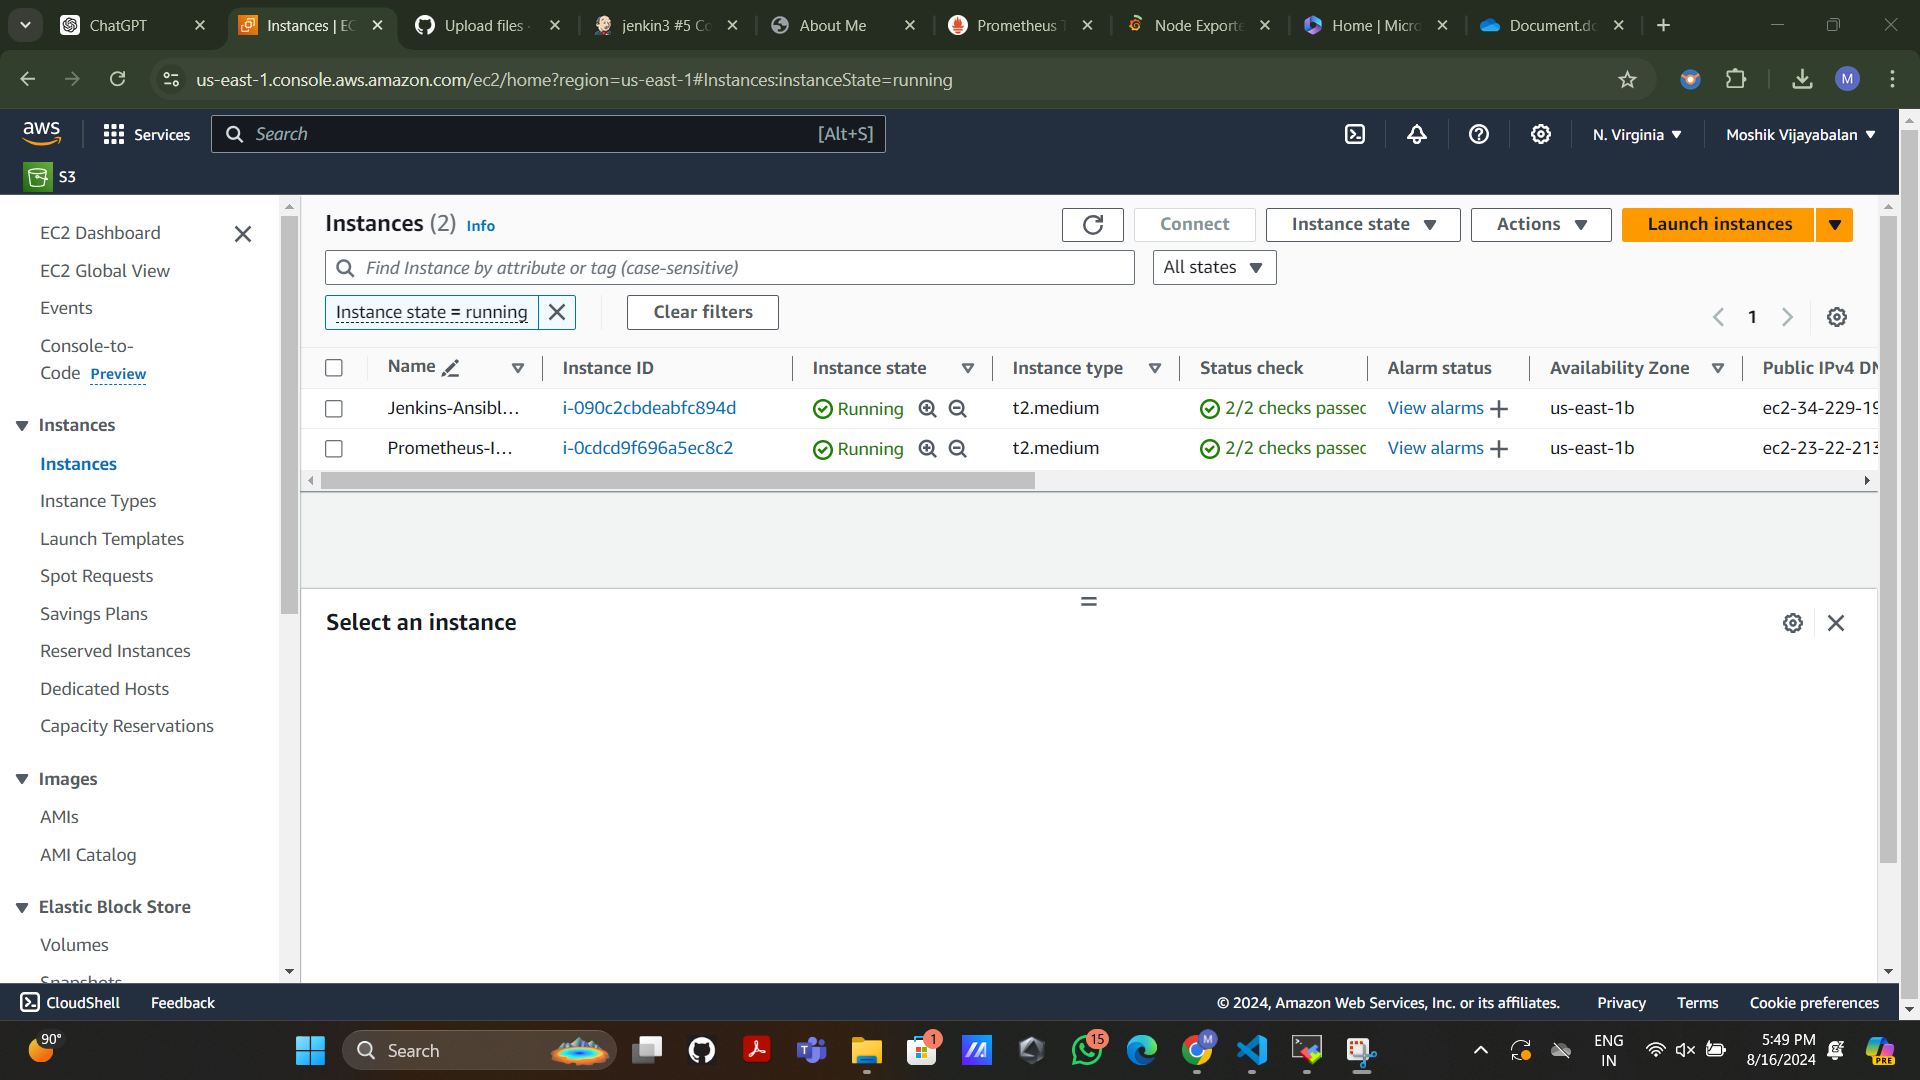 ChatGPT
Instances | EC
Upload files ·
jenkin3 #5 Co
About Me
Prometheus T
Node Exporte
Home | Micro
Document.do
us-east-1.console.aws.amazon.com/ec2/home?region=us-east-1#Instances:instanceState=running
M
aws
Services
Search
[Alt+S]
N. Virginia
Moshik Vijayabalan
S3
EC2 Dashboard
EC2 Global View
Events
Console-to-
Code Preview
Instances
Instances
Instance Types
Launch Templates
Spot Requests
Savings Plans
Reserved Instances
Dedicated Hosts
Capacity Reservations
Images
AMIs
AMI Catalog
Elastic Block Store
Volumes
Snapshots
Instances (2) Info
Connect
Instance state
Actions
Launch instances
Find Instance by attribute or tag (case-sensitive)
All states
Instance state = running
Clear filters
1
Name Instance ID Instance state Instance type Status check Alarm status Availability Zone Public IPv4 DN
Jenkins-Ansibl... i-090c2cbdeabfc894d Running t2.medium 2/2 checks passed View alarms us-east-1b ec2-34-229-19
Prometheus-I... i-0cdcd9f696a5ec8c2 Running t2.medium 2/2 checks passed View alarms us-east-1b ec2-23-22-213
Select an instance
CloudShell
Feedback
© 2024, Amazon Web Services, Inc. or its affiliates.
Privacy
Terms
Cookie preferences
90°
Search
1
15
M
ENG
IN
5:49 PM
8/16/2024
PRE